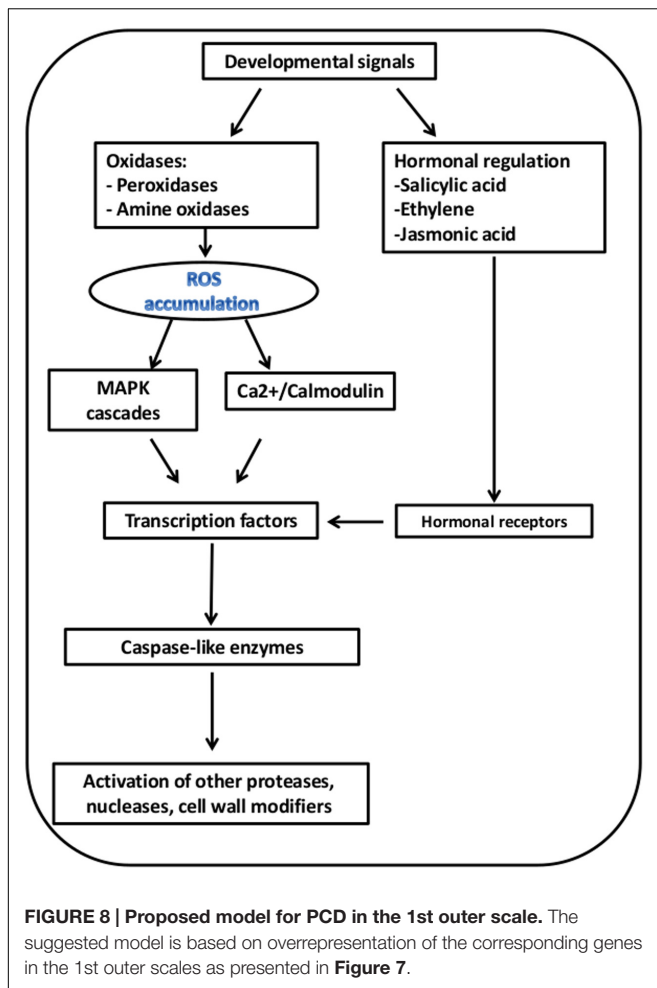 Developmental signals
Oxidases:
- Peroxidases
- Amine oxidases
Hormonal regulation
-Salicylic acid
-Ethylene
-Jasmonic acid
ROS
accumulation
MAPK
cascades
Ca2+/Calmodulin
Transcription factors
Hormonal receptors
Caspase-like enzymes
Activation of other proteases,
nucleases, cell wall modifiers
FIGURE 8 | Proposed model for PCD in the 1st outer scale. The
suggested model is based on overrepresentation of the corresponding genes
in the 1st outer scales as presented in Figure 7.